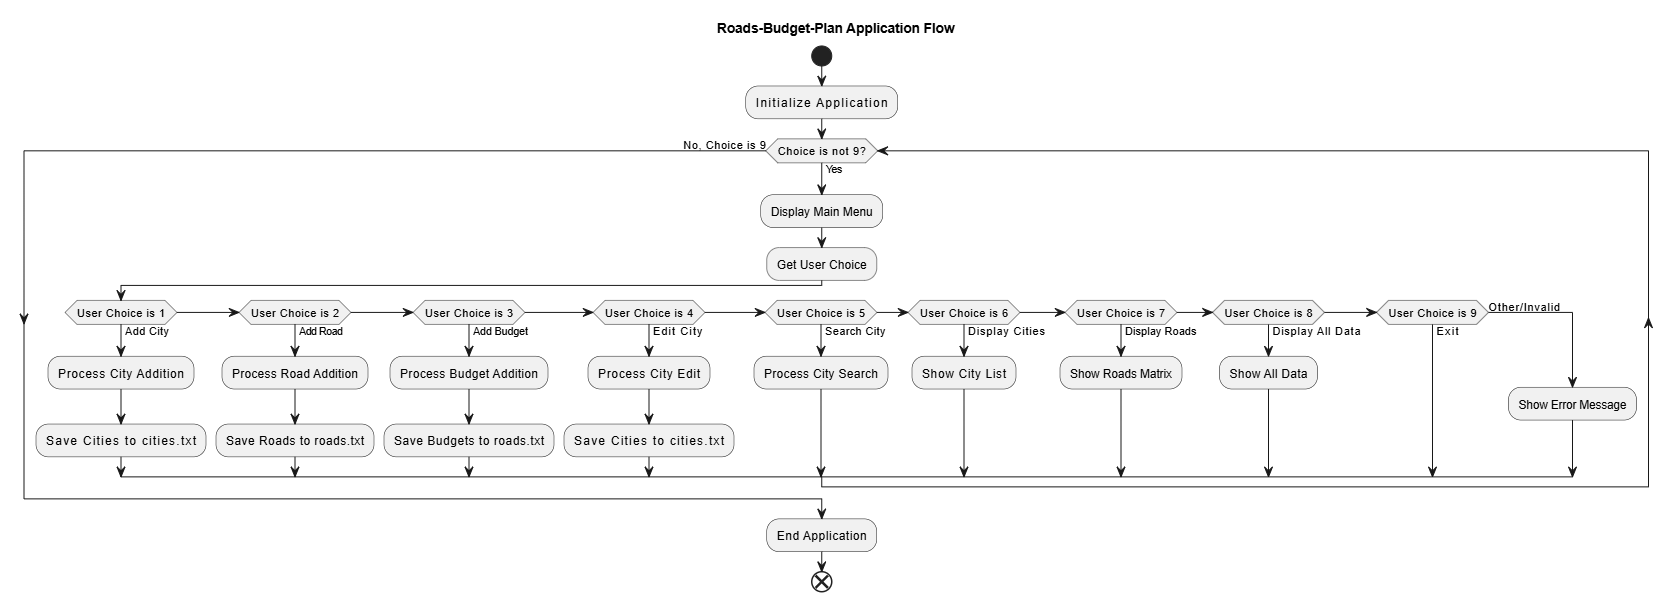 Roads-Budget-Plan Application Flow
Initialize Application
No, Choice is 9
Choice is not 9?
Yes
Display Main Menu
Get User Choice
User Choice is 1
User Choice is 2
User Choice is 3
User Choice is 4
User Choice is 5
User Choice is 6
User Choice is 7
User Choice is 8
User Choice is 9
Other/Invalid
Add City
Add Road
Add Budget
Edit City
Search City
Display Cities
Display Roads
Display All Data
Exit
Process City Addition
Process Road Addition
Process Budget Addition
Process City Edit
Process City Search
Show City List
Show Roads Matrix
Show All Data
Show Error Message
Save Cities to cities.txt
Save Roads to roads.txt
Save Budgets to roads.txt
Save Cities to cities.txt
End Application